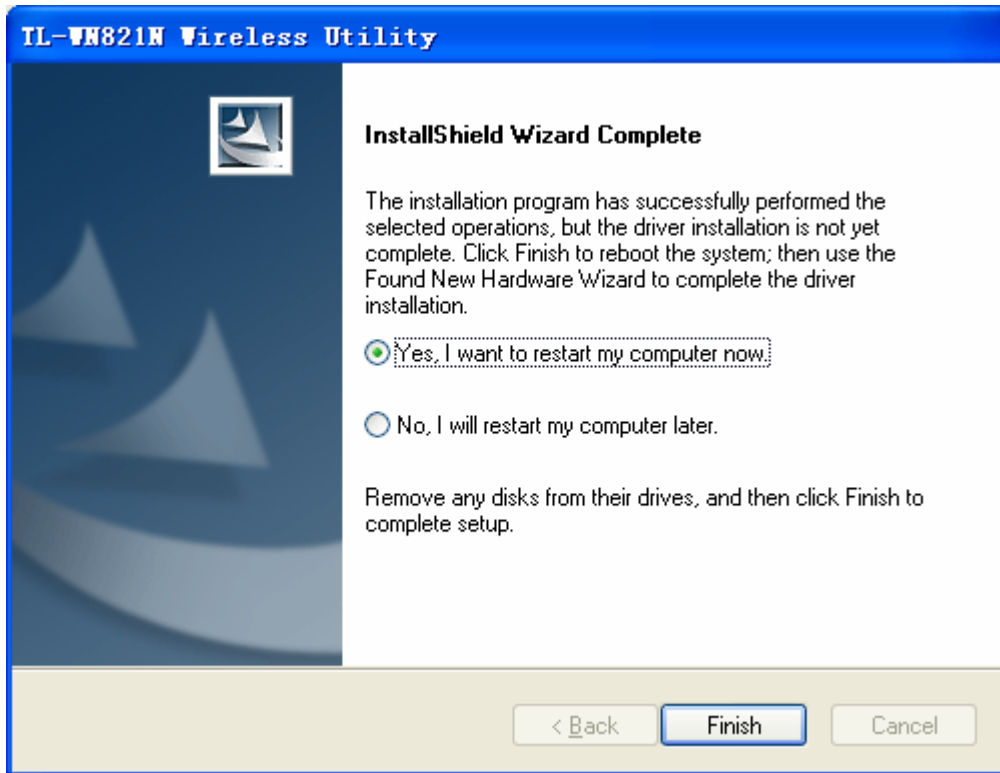 TL-WN821N Wireless Utility
InstallShield Wizard Complete
The installation program has successfully performed the
selected operations, but the driver installation is not yet
complete. Click Finish to reboot the system; then use the
Found New Hardware Wizard to complete the driver
installation.
Yes, I want to restart my computer now.
No, I will restart my computer later.
Remove any disks from their drives, and then click Finish to
complete setup.
< Back Finish Cancel